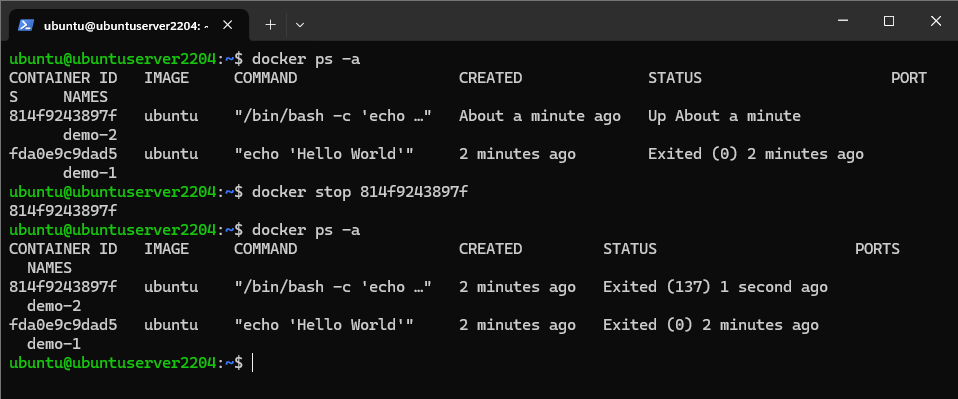 ubuntu@ubuntuserver2204: ~
ubuntu@ubuntuserver2204:~$ docker ps -a
CONTAINER ID   IMAGE     COMMAND                  CREATED              STATUS                     PORT
S     NAMES
814f9243897f   ubuntu    "/bin/bash -c 'echo …"   About a minute ago   Up About a minute
      demo-2
fda0e9c9dad5   ubuntu    "echo 'Hello World'"     2 minutes ago        Exited (0) 2 minutes ago
      demo-1
ubuntu@ubuntuserver2204:~$ docker stop 814f9243897f
814f9243897f
ubuntu@ubuntuserver2204:~$ docker ps -a
CONTAINER ID   IMAGE     COMMAND                  CREATED         STATUS                      PORTS
  NAMES
814f9243897f   ubuntu    "/bin/bash -c 'echo …"   2 minutes ago   Exited (137) 1 second ago
  demo-2
fda0e9c9dad5   ubuntu    "echo 'Hello World'"     2 minutes ago   Exited (0) 2 minutes ago
  demo-1
ubuntu@ubuntuserver2204:~$